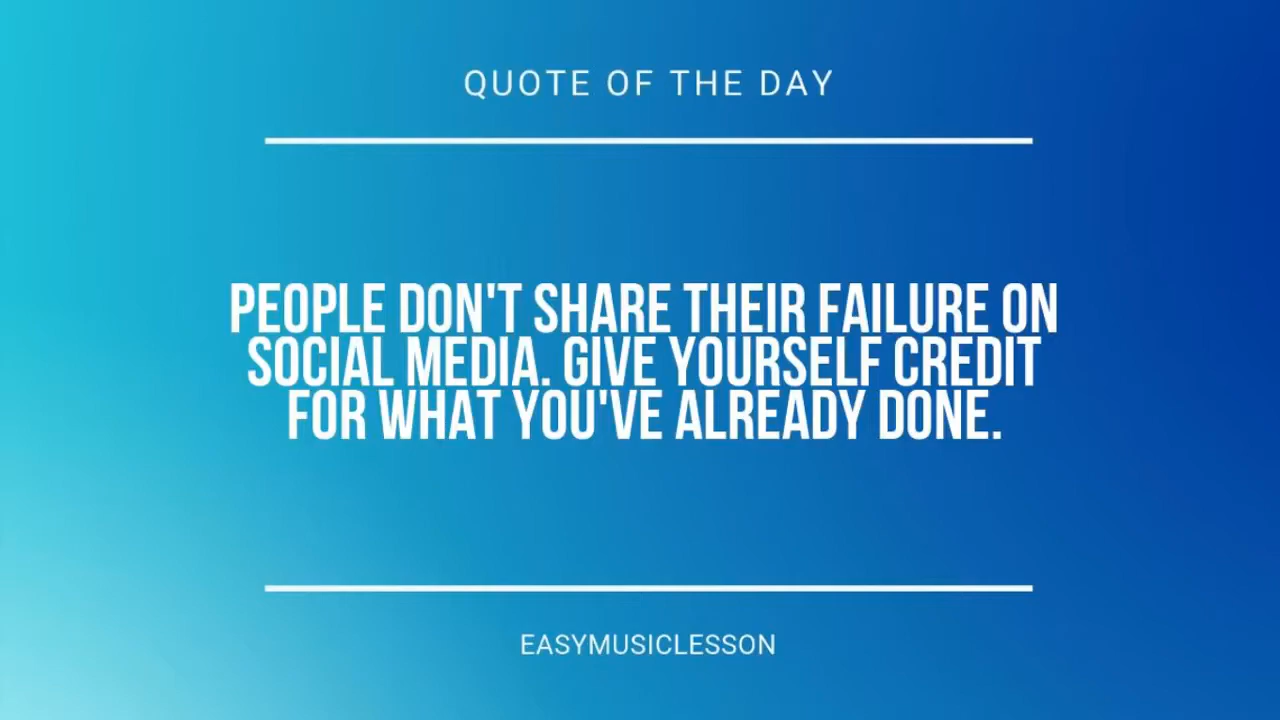 QUOTE OF THE DAY
PEOPLE DON'T SHARE THEIR FAILURE ON
SOCIAL MEDIA. GIVE YOURSELF CREDIT
FOR WHAT YOU'VE ALREADY DONE.
EASYMUSICLESSON